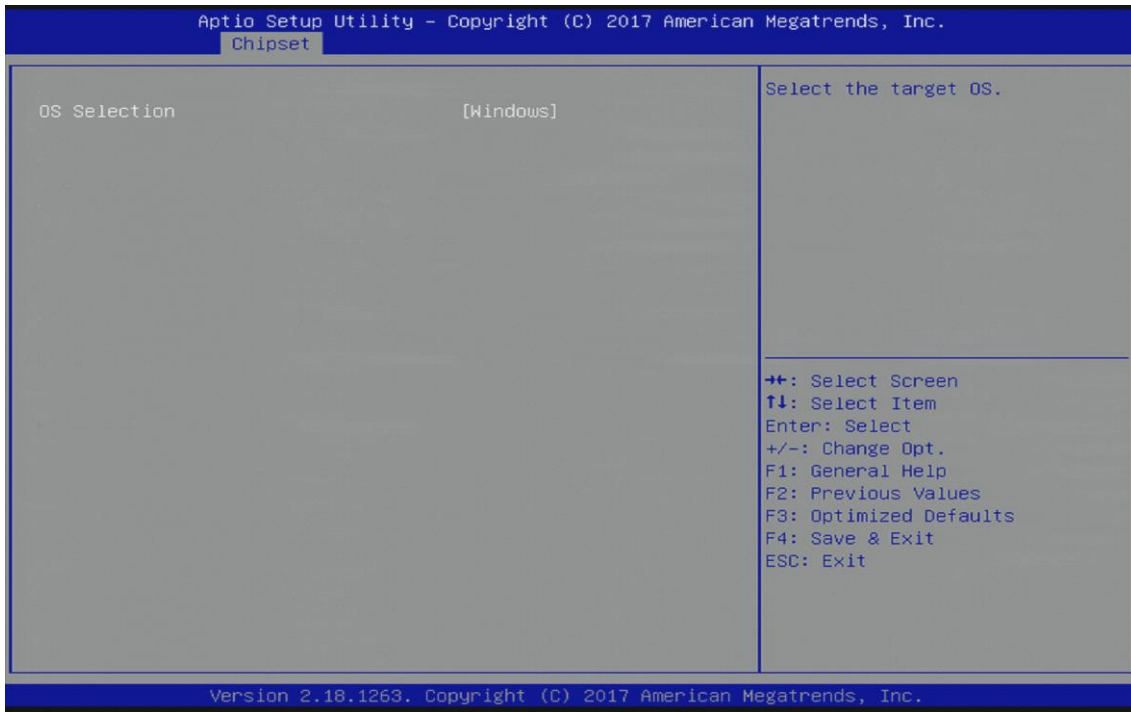 Aptio Setup Utility – Copyright (C) 2017 American Megatrends, Inc.
Chipset
OS Selection [Windows]
Select the target OS.
→←: Select Screen
↑↓: Select Item
Enter: Select
+/-: Change Opt.
F1: General Help
F2: Previous Values
F3: Optimized Defaults
F4: Save & Exit
ESC: Exit
Version 2.18.1263. Copyright (C) 2017 American Megatrends, Inc.